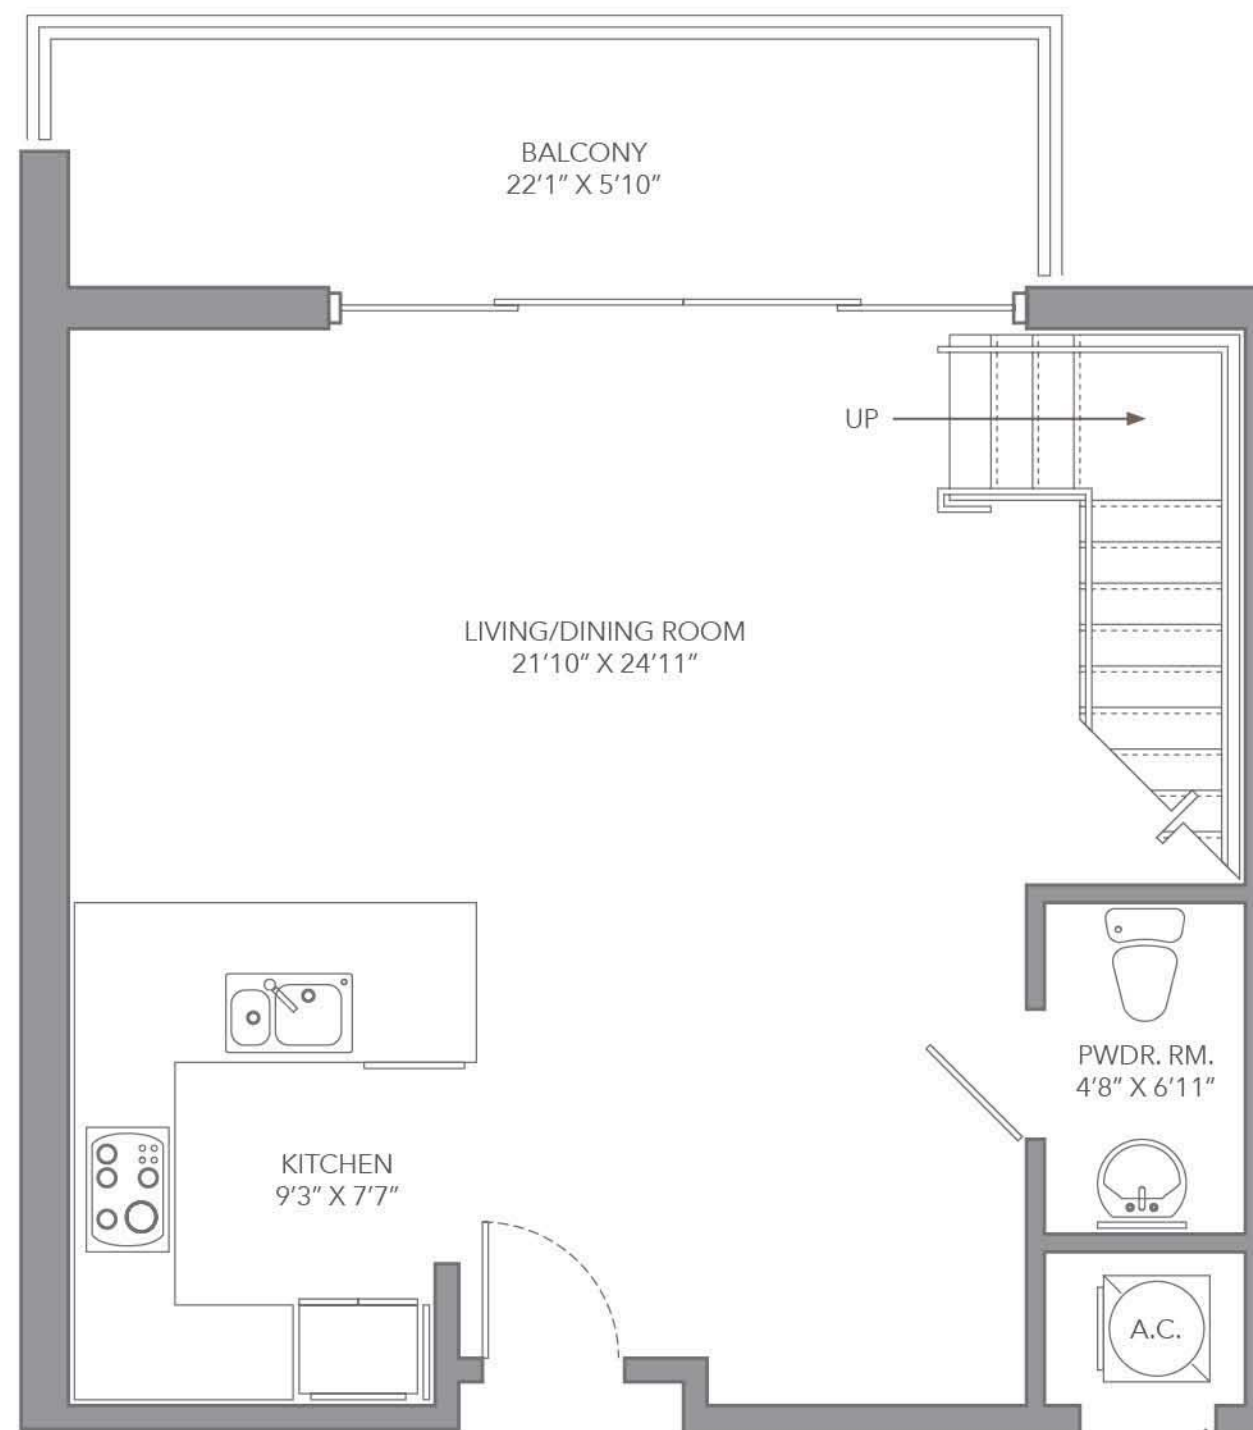 BALCONY
22'1" X 5'10"
UP
LIVING/DINING ROOM
21'10" X 24'11"
PWDR. RM.
4'8" X 6'11"
KITCHEN
9'3" X 7'7"
A.C.